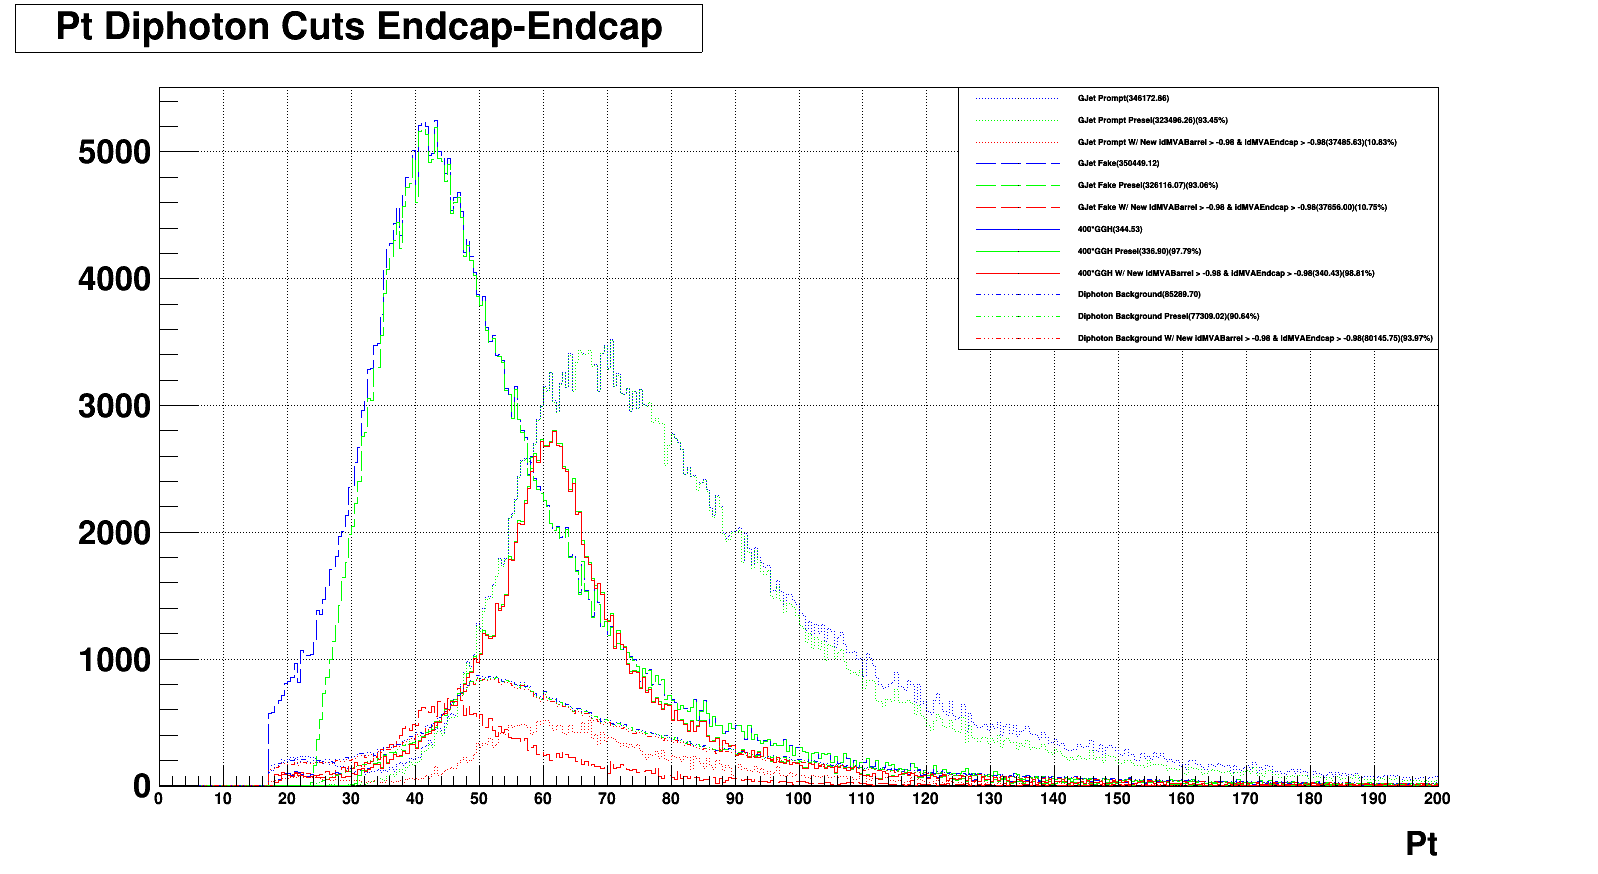 Pt Diphoton Cuts Endcap-Endcap
GJet Prompt(346172.86)
GJet Prompt Presel(323496.26)(93.45%)
GJet Prompt W/ New idMVABarrel > -0.98 & idMVAEndcap > -0.98(37485.63)(10.83%)
GJet Fake(350449.12)
GJet Fake Presel(326116.07)(93.06%)
GJet Fake W/ New idMVABarrel > -0.98 & idMVAEndcap > -0.98(37656.00)(10.75%)
400*GGH(344.53)
400*GGH Presel(336.90)(97.79%)
400*GGH W/ New idMVABarrel > -0.98 & idMVAEndcap > -0.98(340.43)(98.81%)
Diphoton Background(85289.70)
Diphoton Background Presel(77309.02)(90.64%)
Diphoton Background W/ New idMVABarrel > -0.98 & idMVAEndcap > -0.98(80145.75)(93.97%)
5000
4000
3000
2000
1000
0
0 10 20 30 40 50 60 70 80 90 100 110 120 130 140 150 160 170 180 190 200
Pt